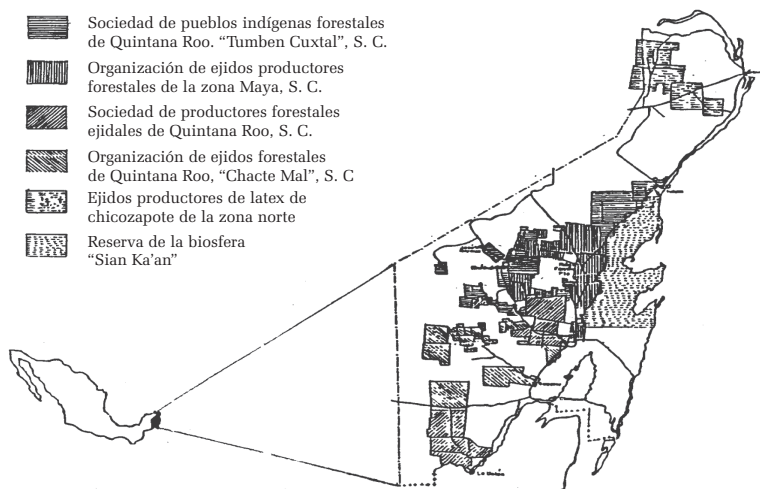 Sociedad de pueblos indígenas forestales
de Quintana Roo. “Tumben Cuxtal”, S. C.
Organización de ejidos productores
forestales de la zona Maya, S. C.
Sociedad de productores forestales
ejidales de Quintana Roo, S. C.
Organización de ejidos forestales
de Quintana Roo, “Chacte Mal”, S. C
Ejidos productores de latex de
chicozapote de la zona norte
Reserva de la biosfera
“Sian Ka’an”
La Unión